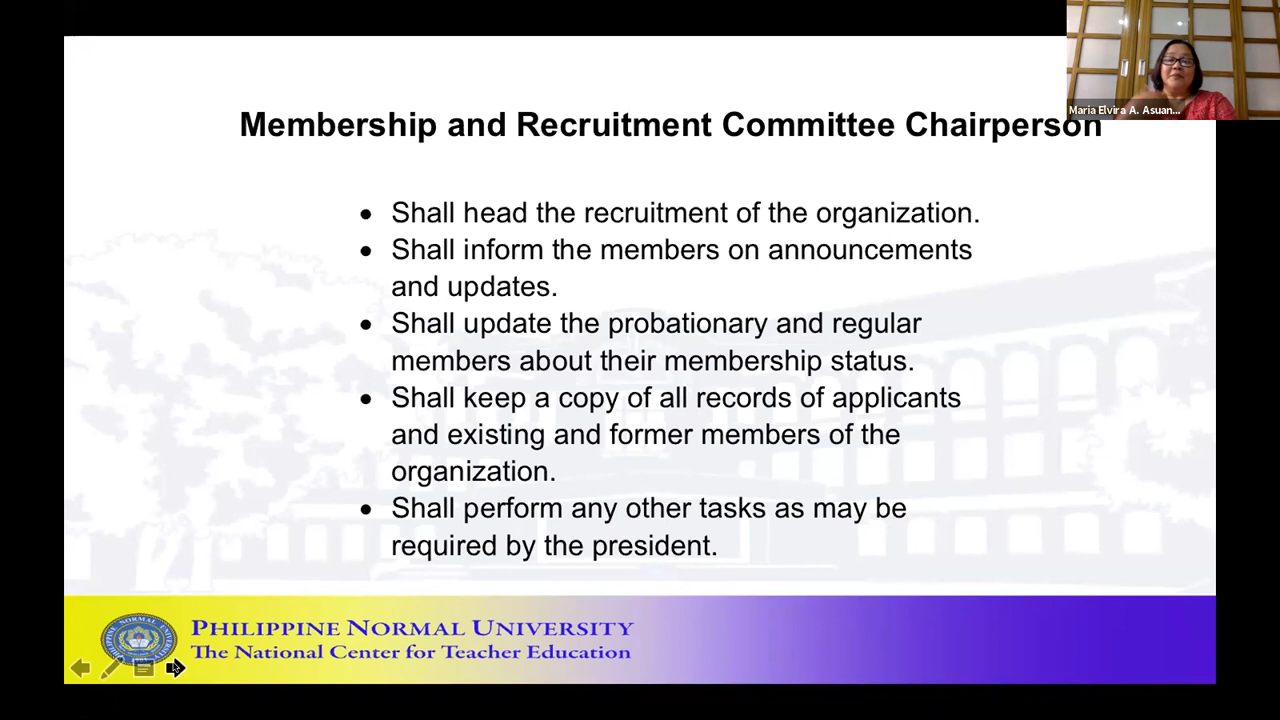 Maria Elvira A. Asuan...
Membership and Recruitment Committee Chairperson
• Shall head the recruitment of the organization.
• Shall inform the members on announcements
and updates.
• Shall update the probationary and regular
members about their membership status.
• Shall keep a copy of all records of applicants
and existing and former members of the
organization.
• Shall perform any other tasks as may be
required by the president.
PHILIPPINE NORMAL UNIVERSITY
The National Center for Teacher Education